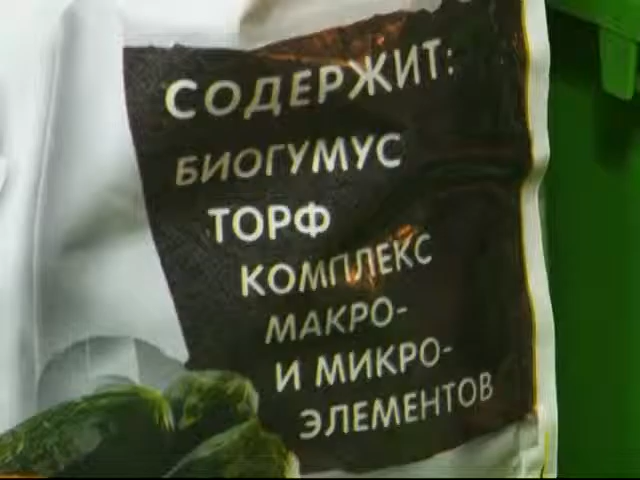 СОДЕРЖИТ:
БИОГУМУС
ТОРФ
КОМПЛЕКС
МАКРО-
И МИКРО-
ЭЛЕМЕНТОВ